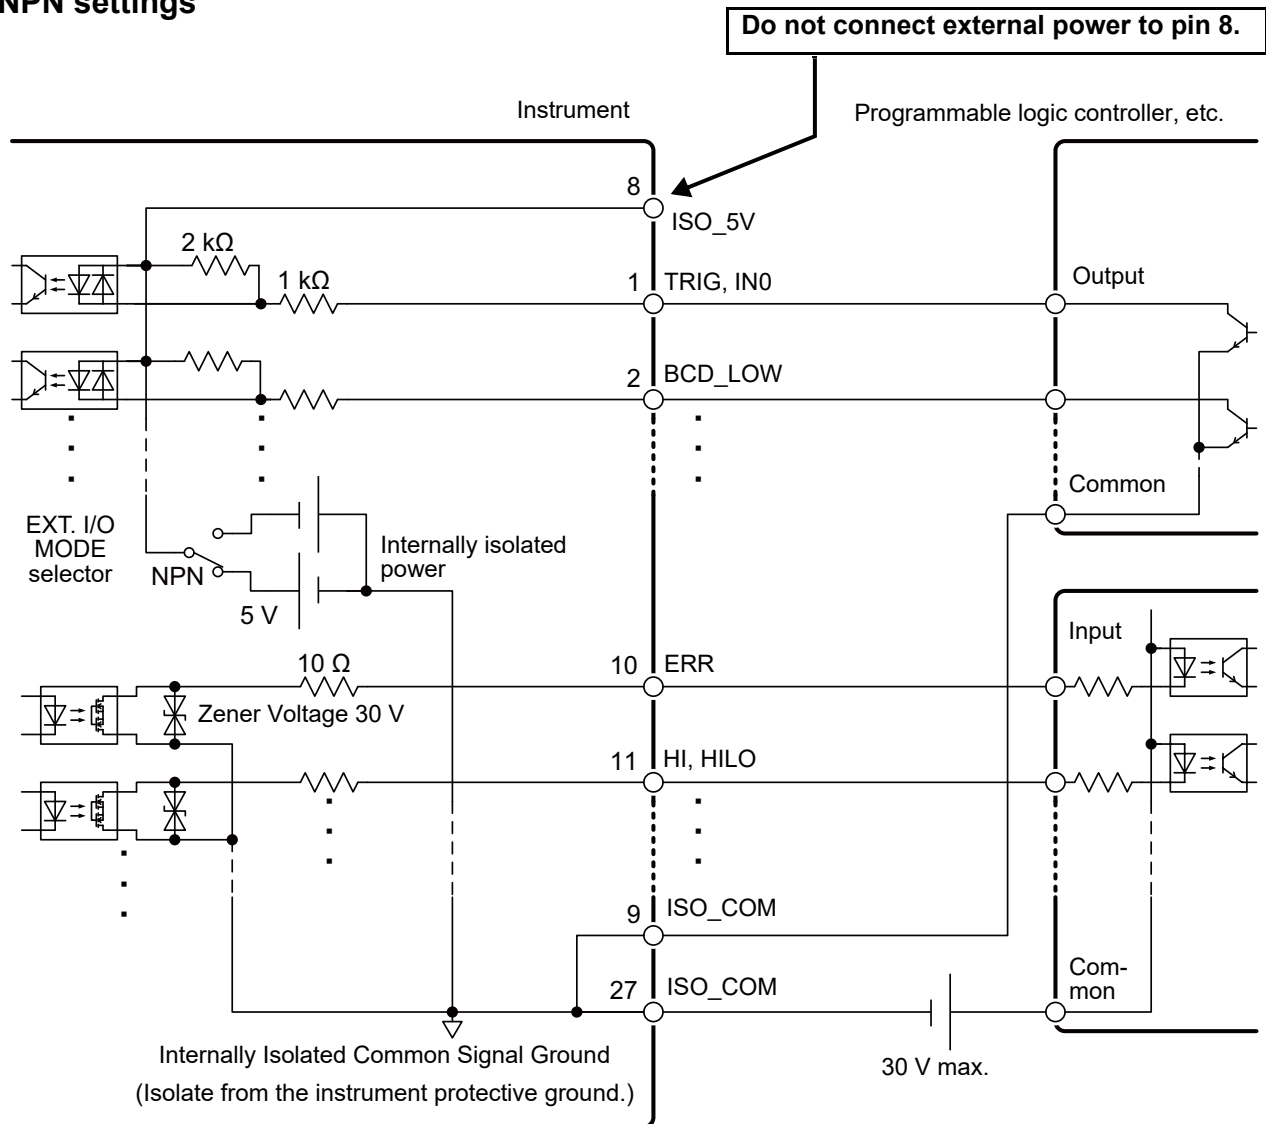 NPN settings
Do not connect external power to pin 8.
Instrument
Programmable logic controller, etc.
8
ISO_5V
2 kΩ
1 kΩ
1
TRIG, IN0
Output
2
BCD_LOW
Common
EXT. I/O
MODE
selector
NPN
5 V
Internally isolated
power
Input
10 Ω
10
ERR
Zener Voltage 30 V
11
HI, HILO
9
ISO_COM
27
ISO_COM
Com-
mon
30 V max.
Internally Isolated Common Signal Ground
(Isolate from the instrument protective ground.)